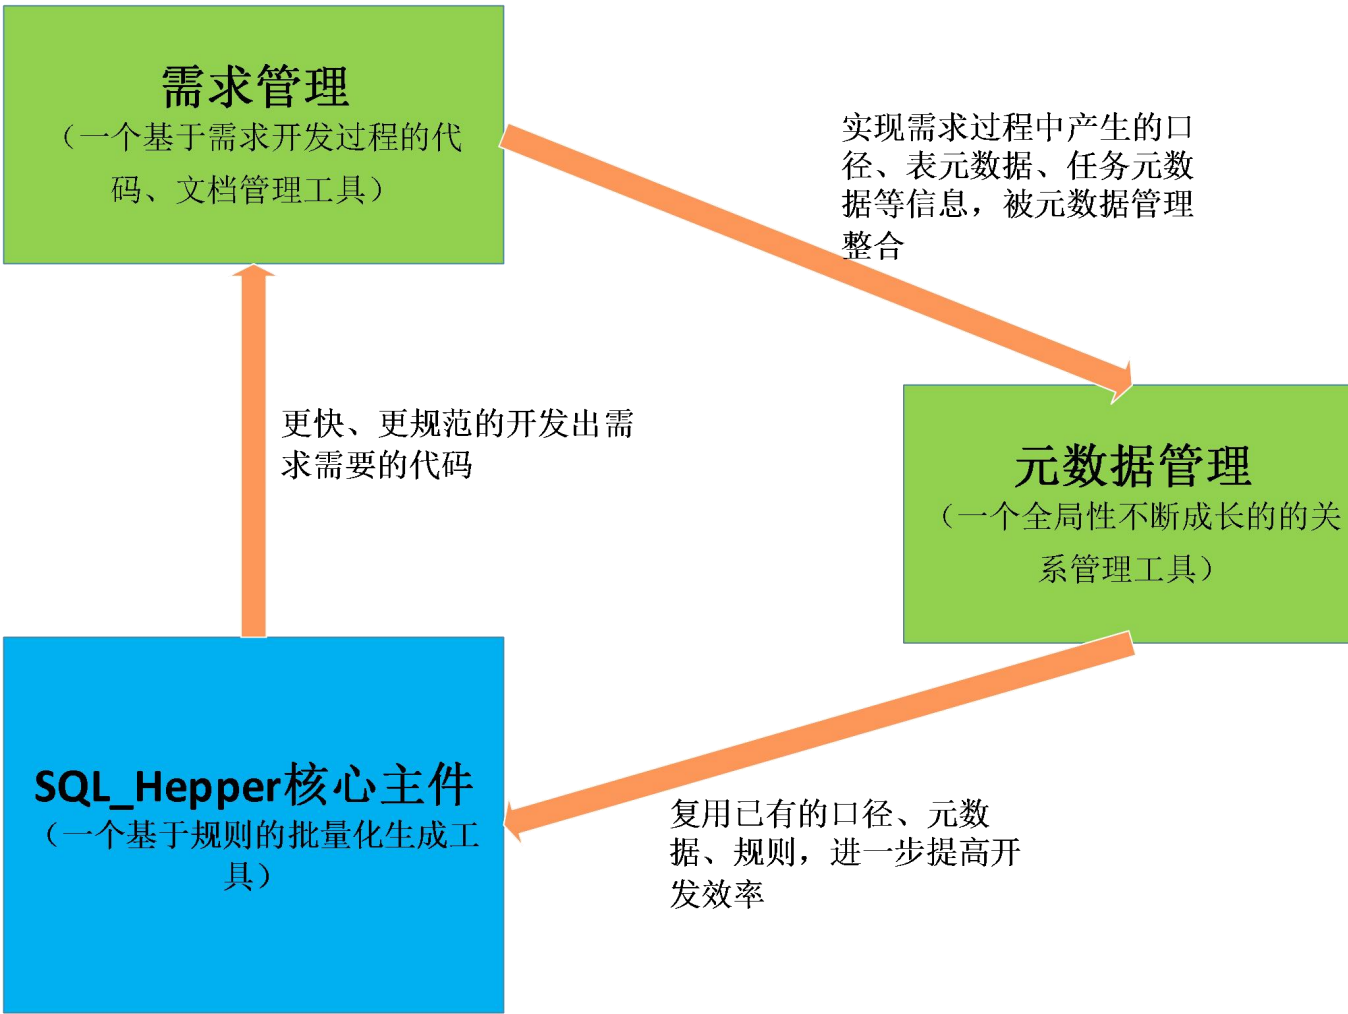 需求管理
（一个基于需求开发过程的代
码、文档管理工具）
实现需求过程中产生的口
径、表元数据、任务元数
据等信息，被元数据管理
整合
更快、更规范的开发出需
求需要的代码
元数据管理
（一个全局性不断成长的的关
系管理工具）
SQL_Hepper核心主件
（一个基于规则的批量化生成工
具）
复用已有的口径、元数
据、规则，进一步提高开
发效率